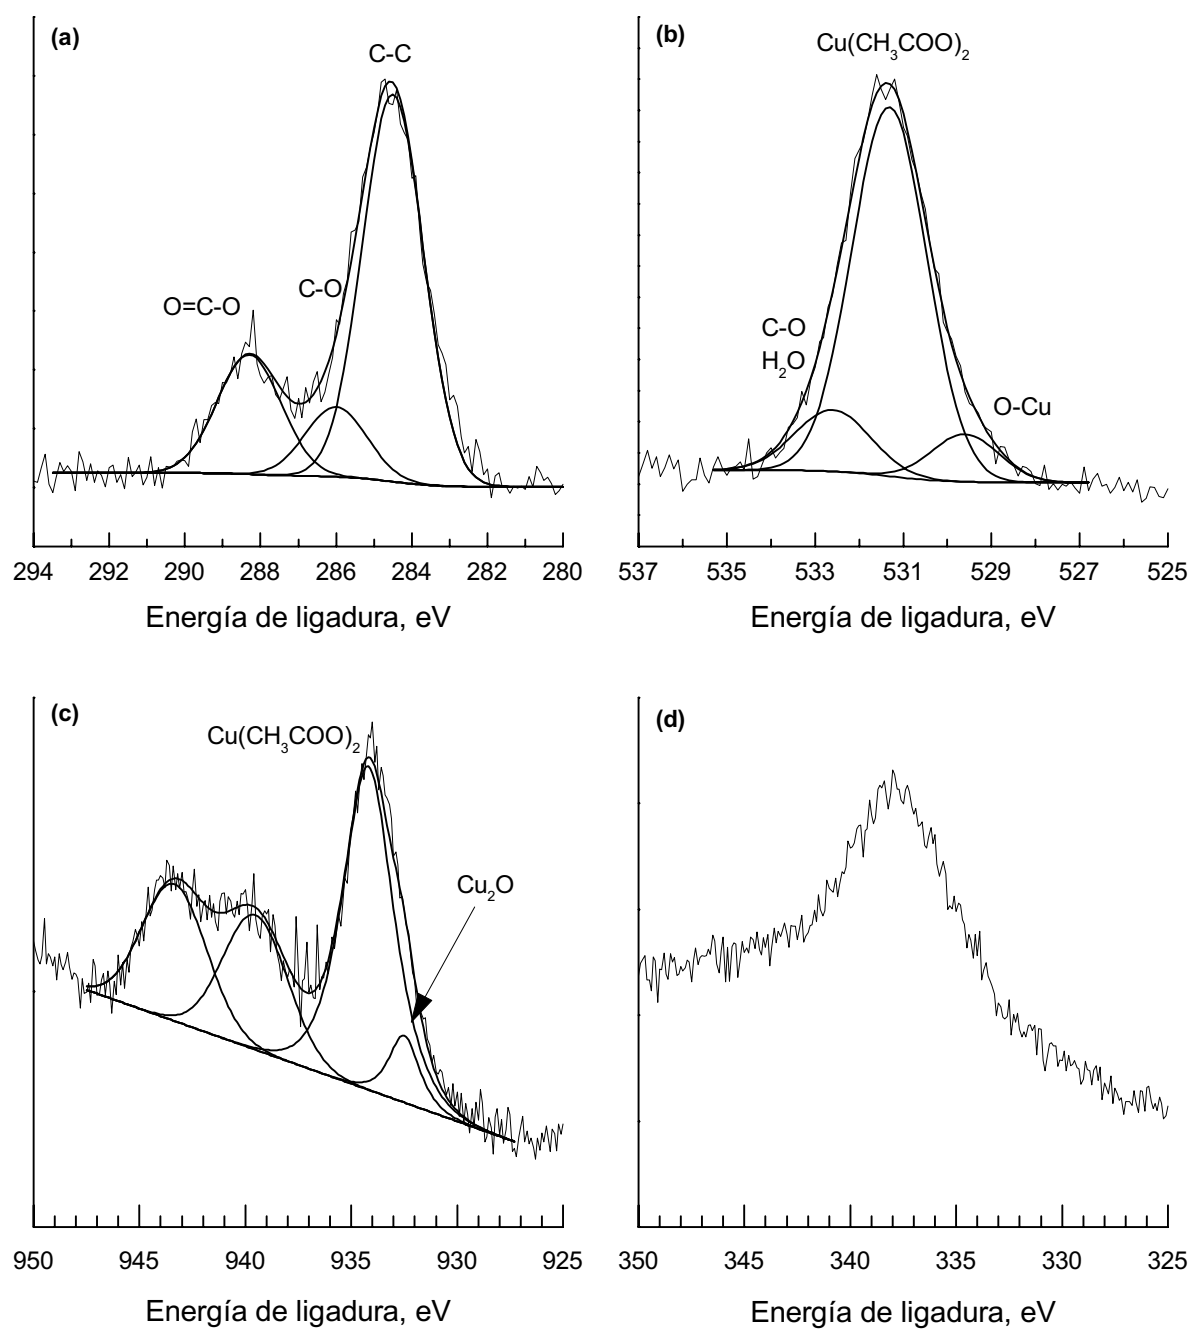 (a)
C-C
C-O
O=C-O
294 292 290 288 286 284 282 280
Energía de ligadura, eV
(b)
Cu(CH₃COO)₂
C-O
H₂O
O-Cu
537 535 533 531 529 527 525
Energía de ligadura, eV
(c)
Cu(CH₃COO)₂
Cu₂O
950 945 940 935 930 925
Energía de ligadura, eV
(d)
350 345 340 335 330 325
Energía de ligadura, eV